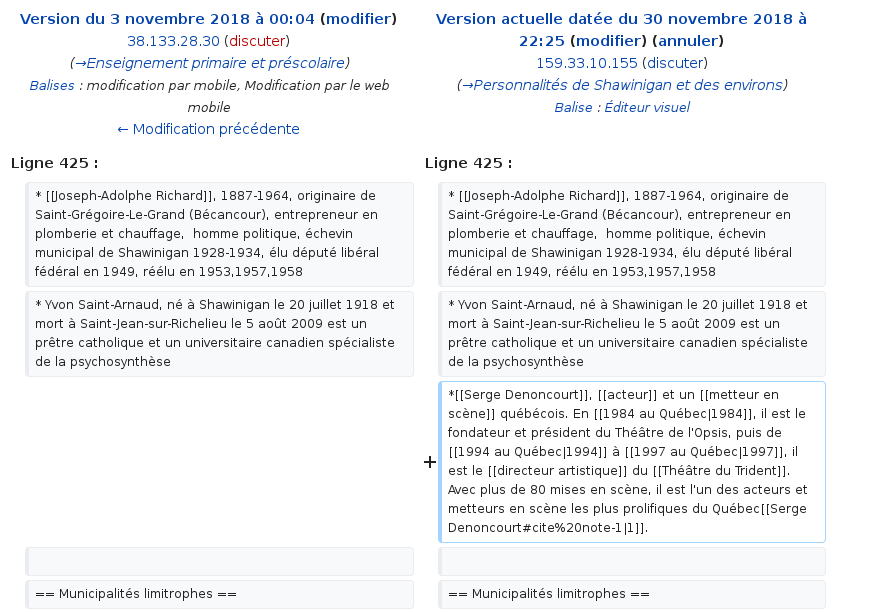 Version du 3 novembre 2018 à 00:04 (modifier)
38.133.28.30 (discuter)
(→Enseignement primaire et préscolaire)
Balises : modification par mobile, Modification par le web
mobile
← Modification précédente
Version actuelle datée du 30 novembre 2018 à
22:25 (modifier) (annuler)
159.33.10.155 (discuter)
(→Personnalités de Shawinigan et des environs)
Balise : Éditeur visuel
Ligne 425 :
Ligne 425 :
* [[Joseph-Adolphe Richard]], 1887-1964, originaire de
Saint-Grégoire-Le-Grand (Bécancour), entrepreneur en
plomberie et chauffage,  homme politique, échevin
municipal de Shawinigan 1928-1934, élu député libéral
fédéral en 1949, réélu en 1953,1957,1958
* [[Joseph-Adolphe Richard]], 1887-1964, originaire de
Saint-Grégoire-Le-Grand (Bécancour), entrepreneur en
plomberie et chauffage,  homme politique, échevin
municipal de Shawinigan 1928-1934, élu député libéral
fédéral en 1949, réélu en 1953,1957,1958
* Yvon Saint-Arnaud, né à Shawinigan le 20 juillet 1918 et
mort à Saint-Jean-sur-Richelieu le 5 août 2009 est un
prêtre catholique et un universitaire canadien spécialiste
de la psychosynthèse
* Yvon Saint-Arnaud, né à Shawinigan le 20 juillet 1918 et
mort à Saint-Jean-sur-Richelieu le 5 août 2009 est un
prêtre catholique et un universitaire canadien spécialiste
de la psychosynthèse
+
*[[Serge Denoncourt]], [[acteur]] et un [[metteur en
scène]] québécois. En [[1984 au Québec|1984]], il est le
fondateur et président du Théâtre de l'Opsis, puis de
[[1994 au Québec|1994]] à [[1997 au Québec|1997]], il
est le [[directeur artistique]] du [[Théâtre du Trident]].
Avec plus de 80 mises en scène, il est l'un des acteurs et
metteurs en scène les plus prolifiques du Québec[[Serge
Denoncourt#cite%20note-1|1]].
== Municipalités limitrophes ==
== Municipalités limitrophes ==